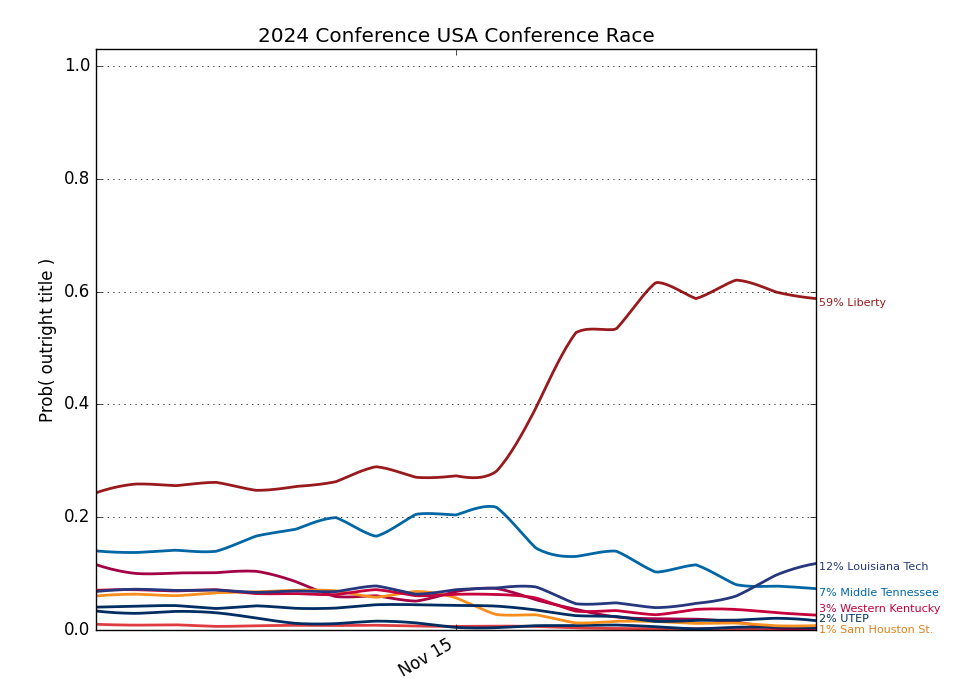 2024 Conference USA Conference Race
Prob( outright title )
1.0
0.8
0.6
0.4
0.2
0.0
Nov 15
59% Liberty
12% Louisiana Tech
7% Middle Tennessee
3% Western Kentucky
2% UTEP
1% Sam Houston St.